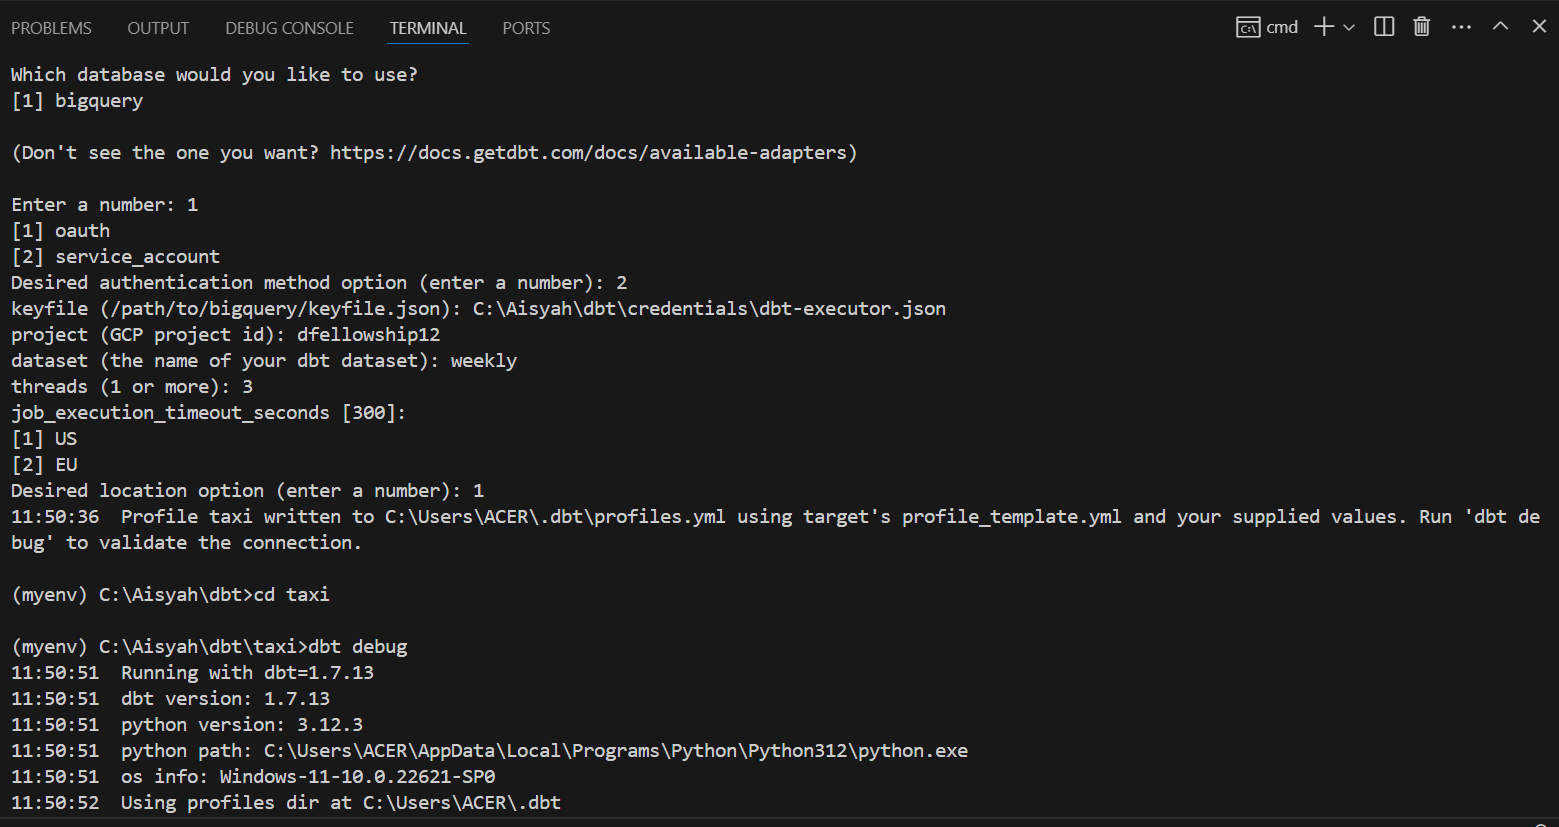 PROBLEMS OUTPUT DEBUG CONSOLE TERMINAL PORTS cmd
Which database would you like to use?
[1] bigquery
(Don't see the one you want? https://docs.getdbt.com/docs/available-adapters)
Enter a number: 1
[1] oauth
[2] service_account
Desired authentication method option (enter a number): 2
keyfile (/path/to/bigquery/keyfile.json): C:\Aisyah\dbt\credentials\dbt-executor.json
project (GCP project id): dfellowship12
dataset (the name of your dbt dataset): weekly
threads (1 or more): 3
job_execution_timeout_seconds [300]:
[1] US
[2] EU
Desired location option (enter a number): 1
11:50:36  Profile taxi written to C:\Users\ACER\.dbt\profiles.yml using target's profile_template.yml and your supplied values. Run 'dbt de
bug' to validate the connection.
(myenv) C:\Aisyah\dbt>cd taxi
(myenv) C:\Aisyah\dbt\taxi>dbt debug
11:50:51  Running with dbt=1.7.13
11:50:51  dbt version: 1.7.13
11:50:51  python version: 3.12.3
11:50:51  python path: C:\Users\ACER\AppData\Local\Programs\Python\Python312\python.exe
11:50:51  os info: Windows-11-10.0.22621-SP0
11:50:52  Using profiles dir at C:\Users\ACER\.dbt